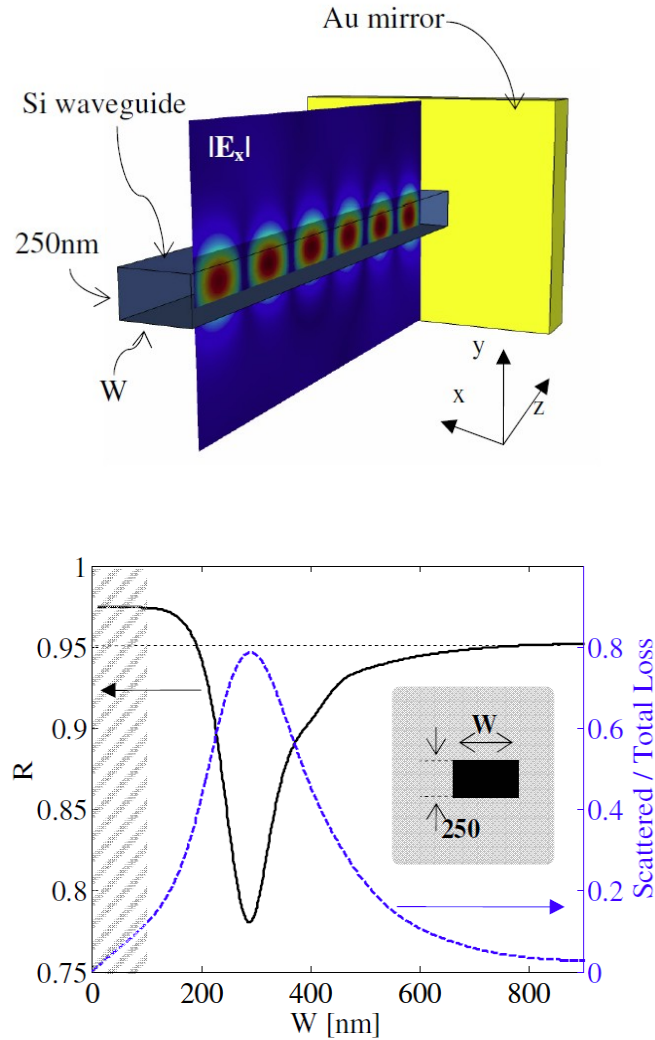 Au mirror
Si waveguide
|Eₓ|
250nm
W
y
x
z
1
0.95
0.9
0.85
0.8
0.75
R
0.8
0.6
0.4
0.2
0
Scattered / Total Loss
W
250
0
200
400
600
800
W [nm]